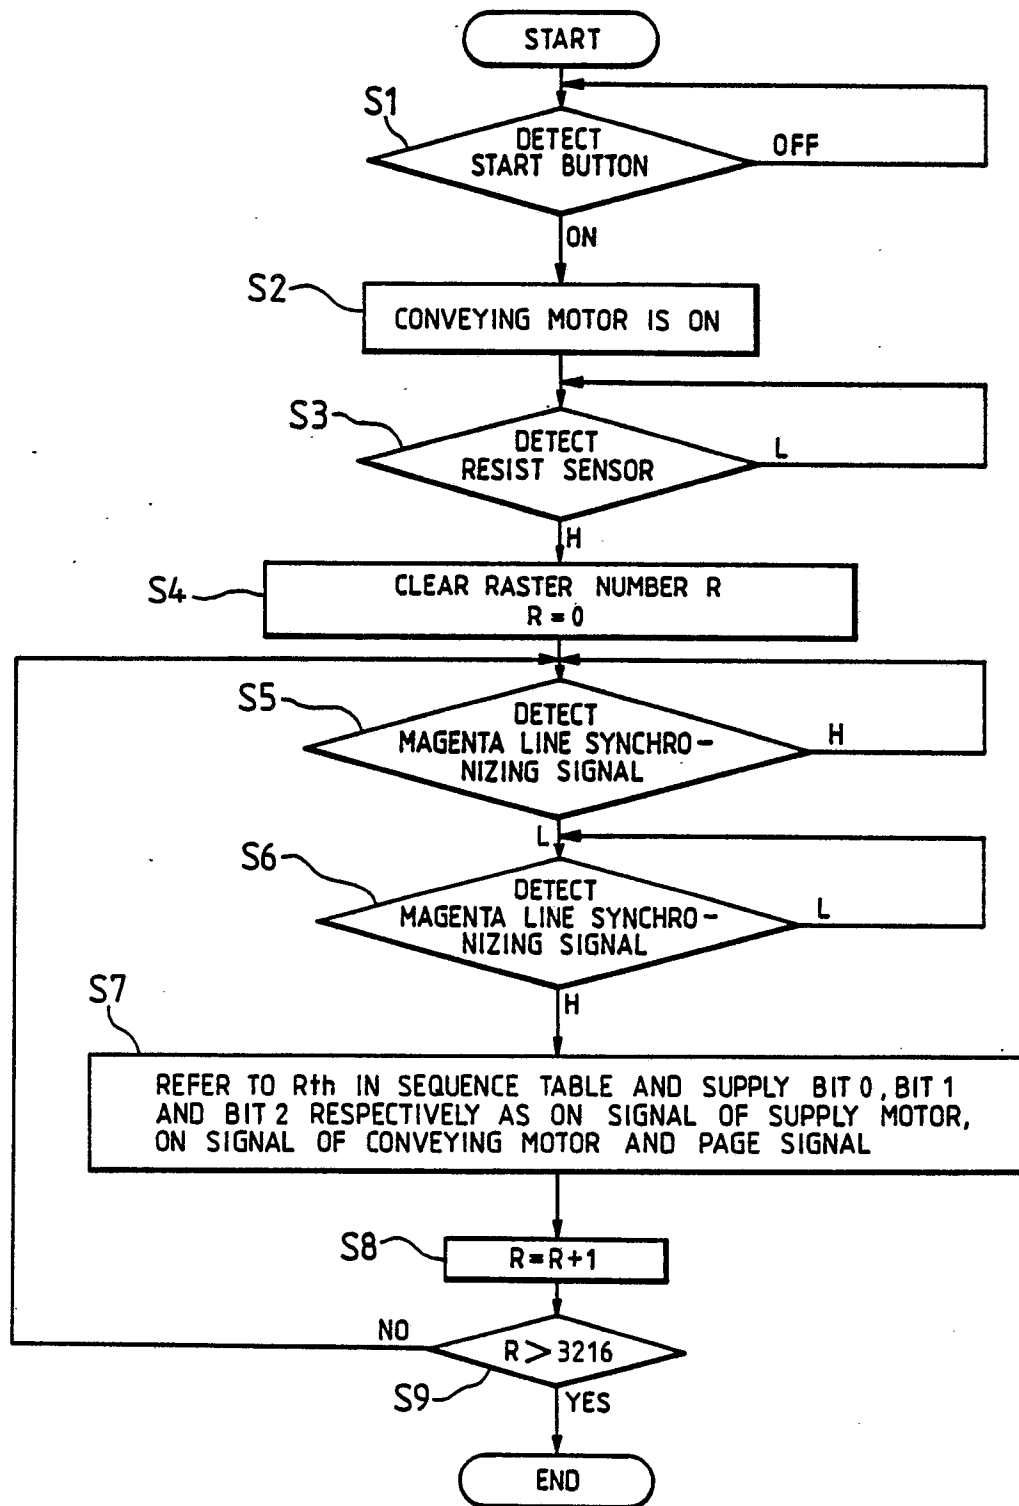 START
S1
DETECT
START BUTTON
OFF
ON
S2
CONVEYING MOTOR IS ON
S3
DETECT
RESIST SENSOR
L
H
S4
CLEAR RASTER NUMBER R
R = 0
S5
DETECT
MAGENTA LINE SYNCHRO-
NIZING SIGNAL
H
L
S6
DETECT
MAGENTA LINE SYNCHRO-
NIZING SIGNAL
L
H
S7
REFER TO Rth IN SEQUENCE TABLE AND SUPPLY BIT 0, BIT 1
AND BIT 2 RESPECTIVELY AS ON SIGNAL OF SUPPLY MOTOR,
ON SIGNAL OF CONVEYING MOTOR AND PAGE SIGNAL
S8
R=R+1
NO
R > 3216
S9
YES
END